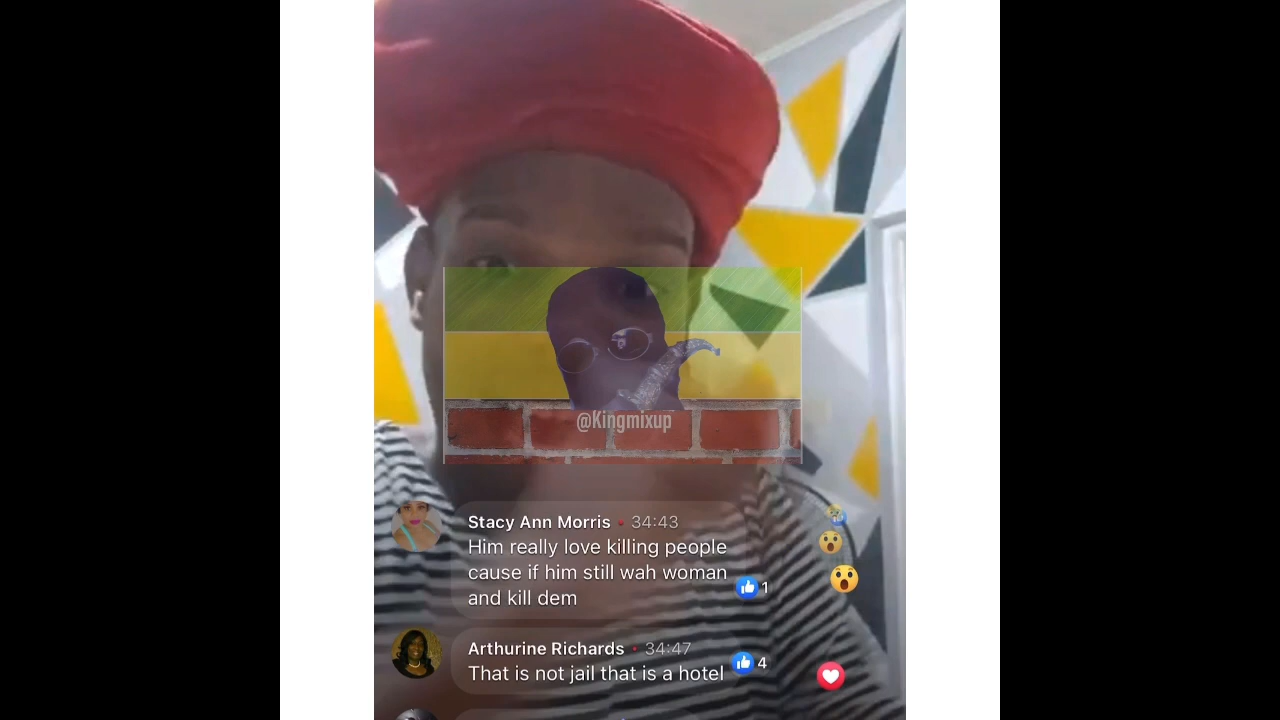 @Kingmixup
Stacy Ann Morris • 34:43
Him really love killing people
cause if him still wah woman
and kill dem
1
Arthurine Richards • 34:47
That is not jail that is a hotel
4